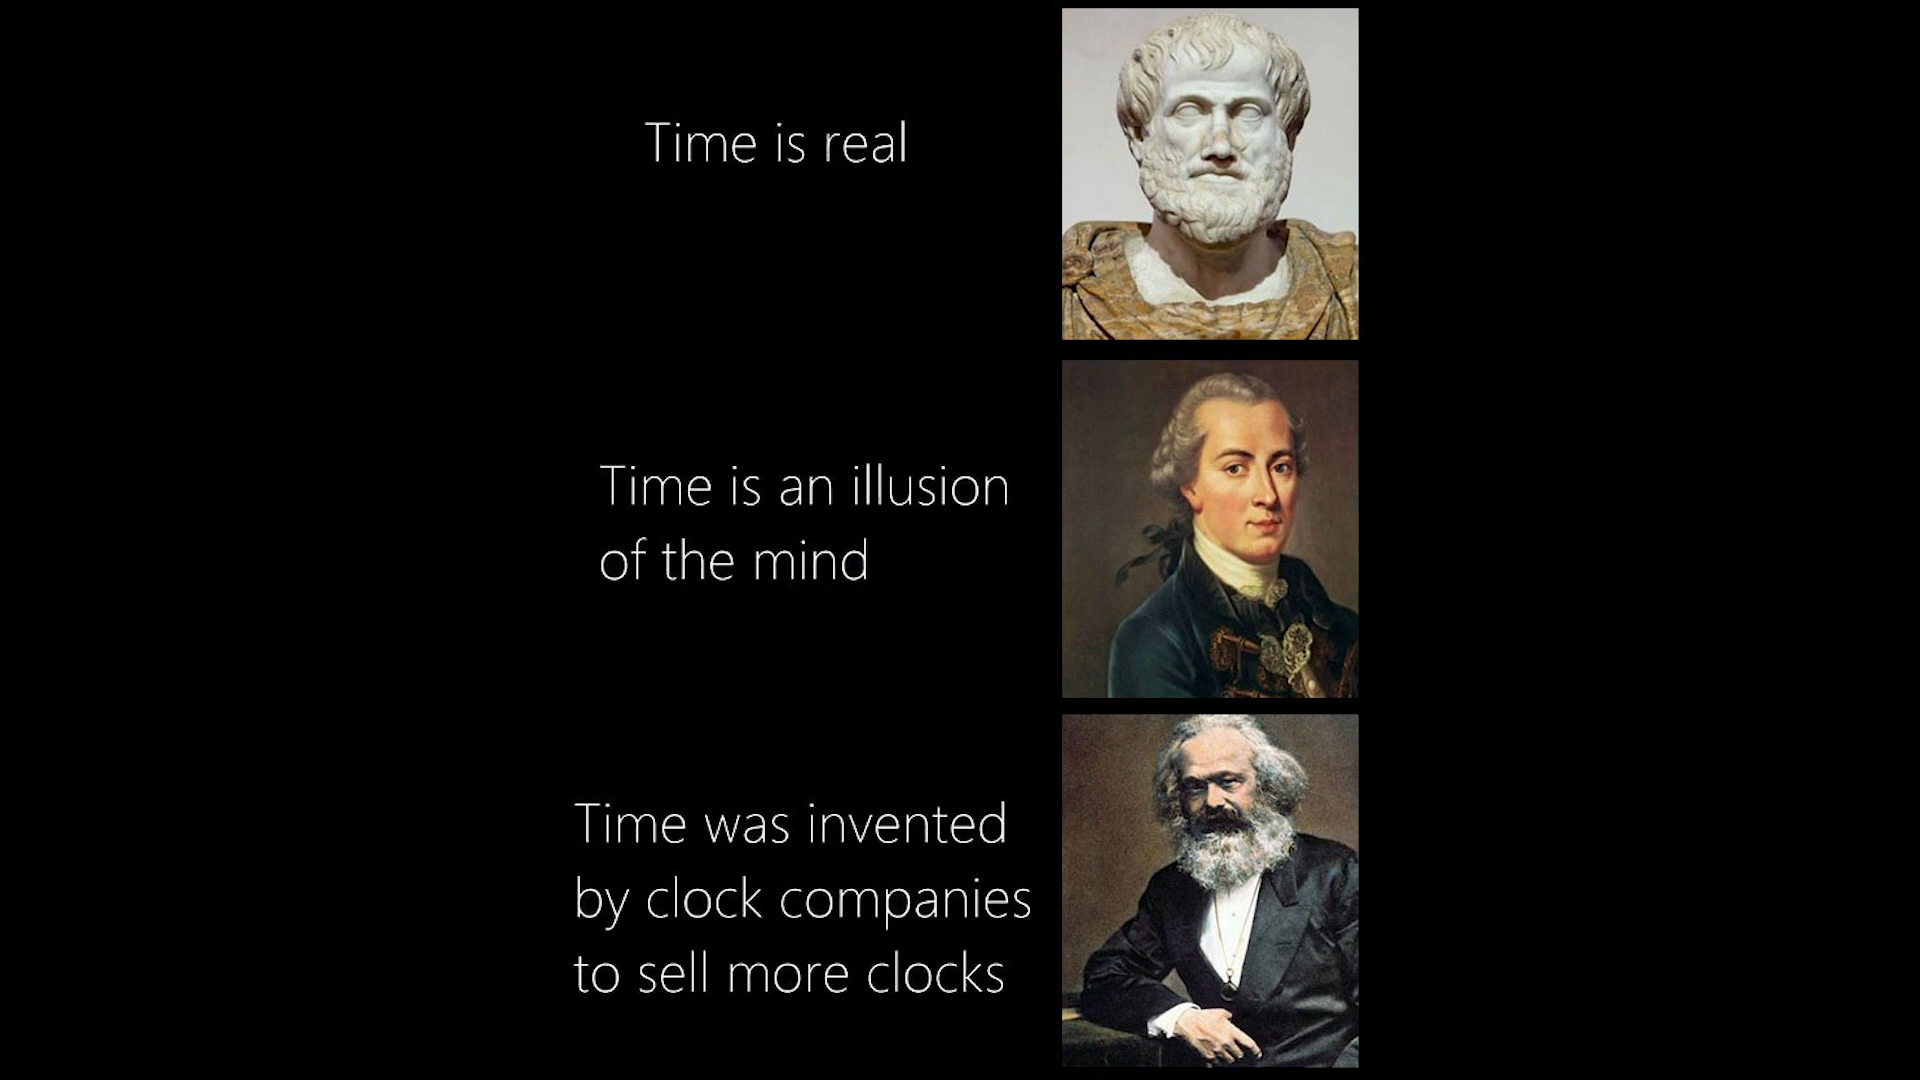 Time is real
Time is an illusion
of the mind
Time was invented
by clock companies
to sell more clocks